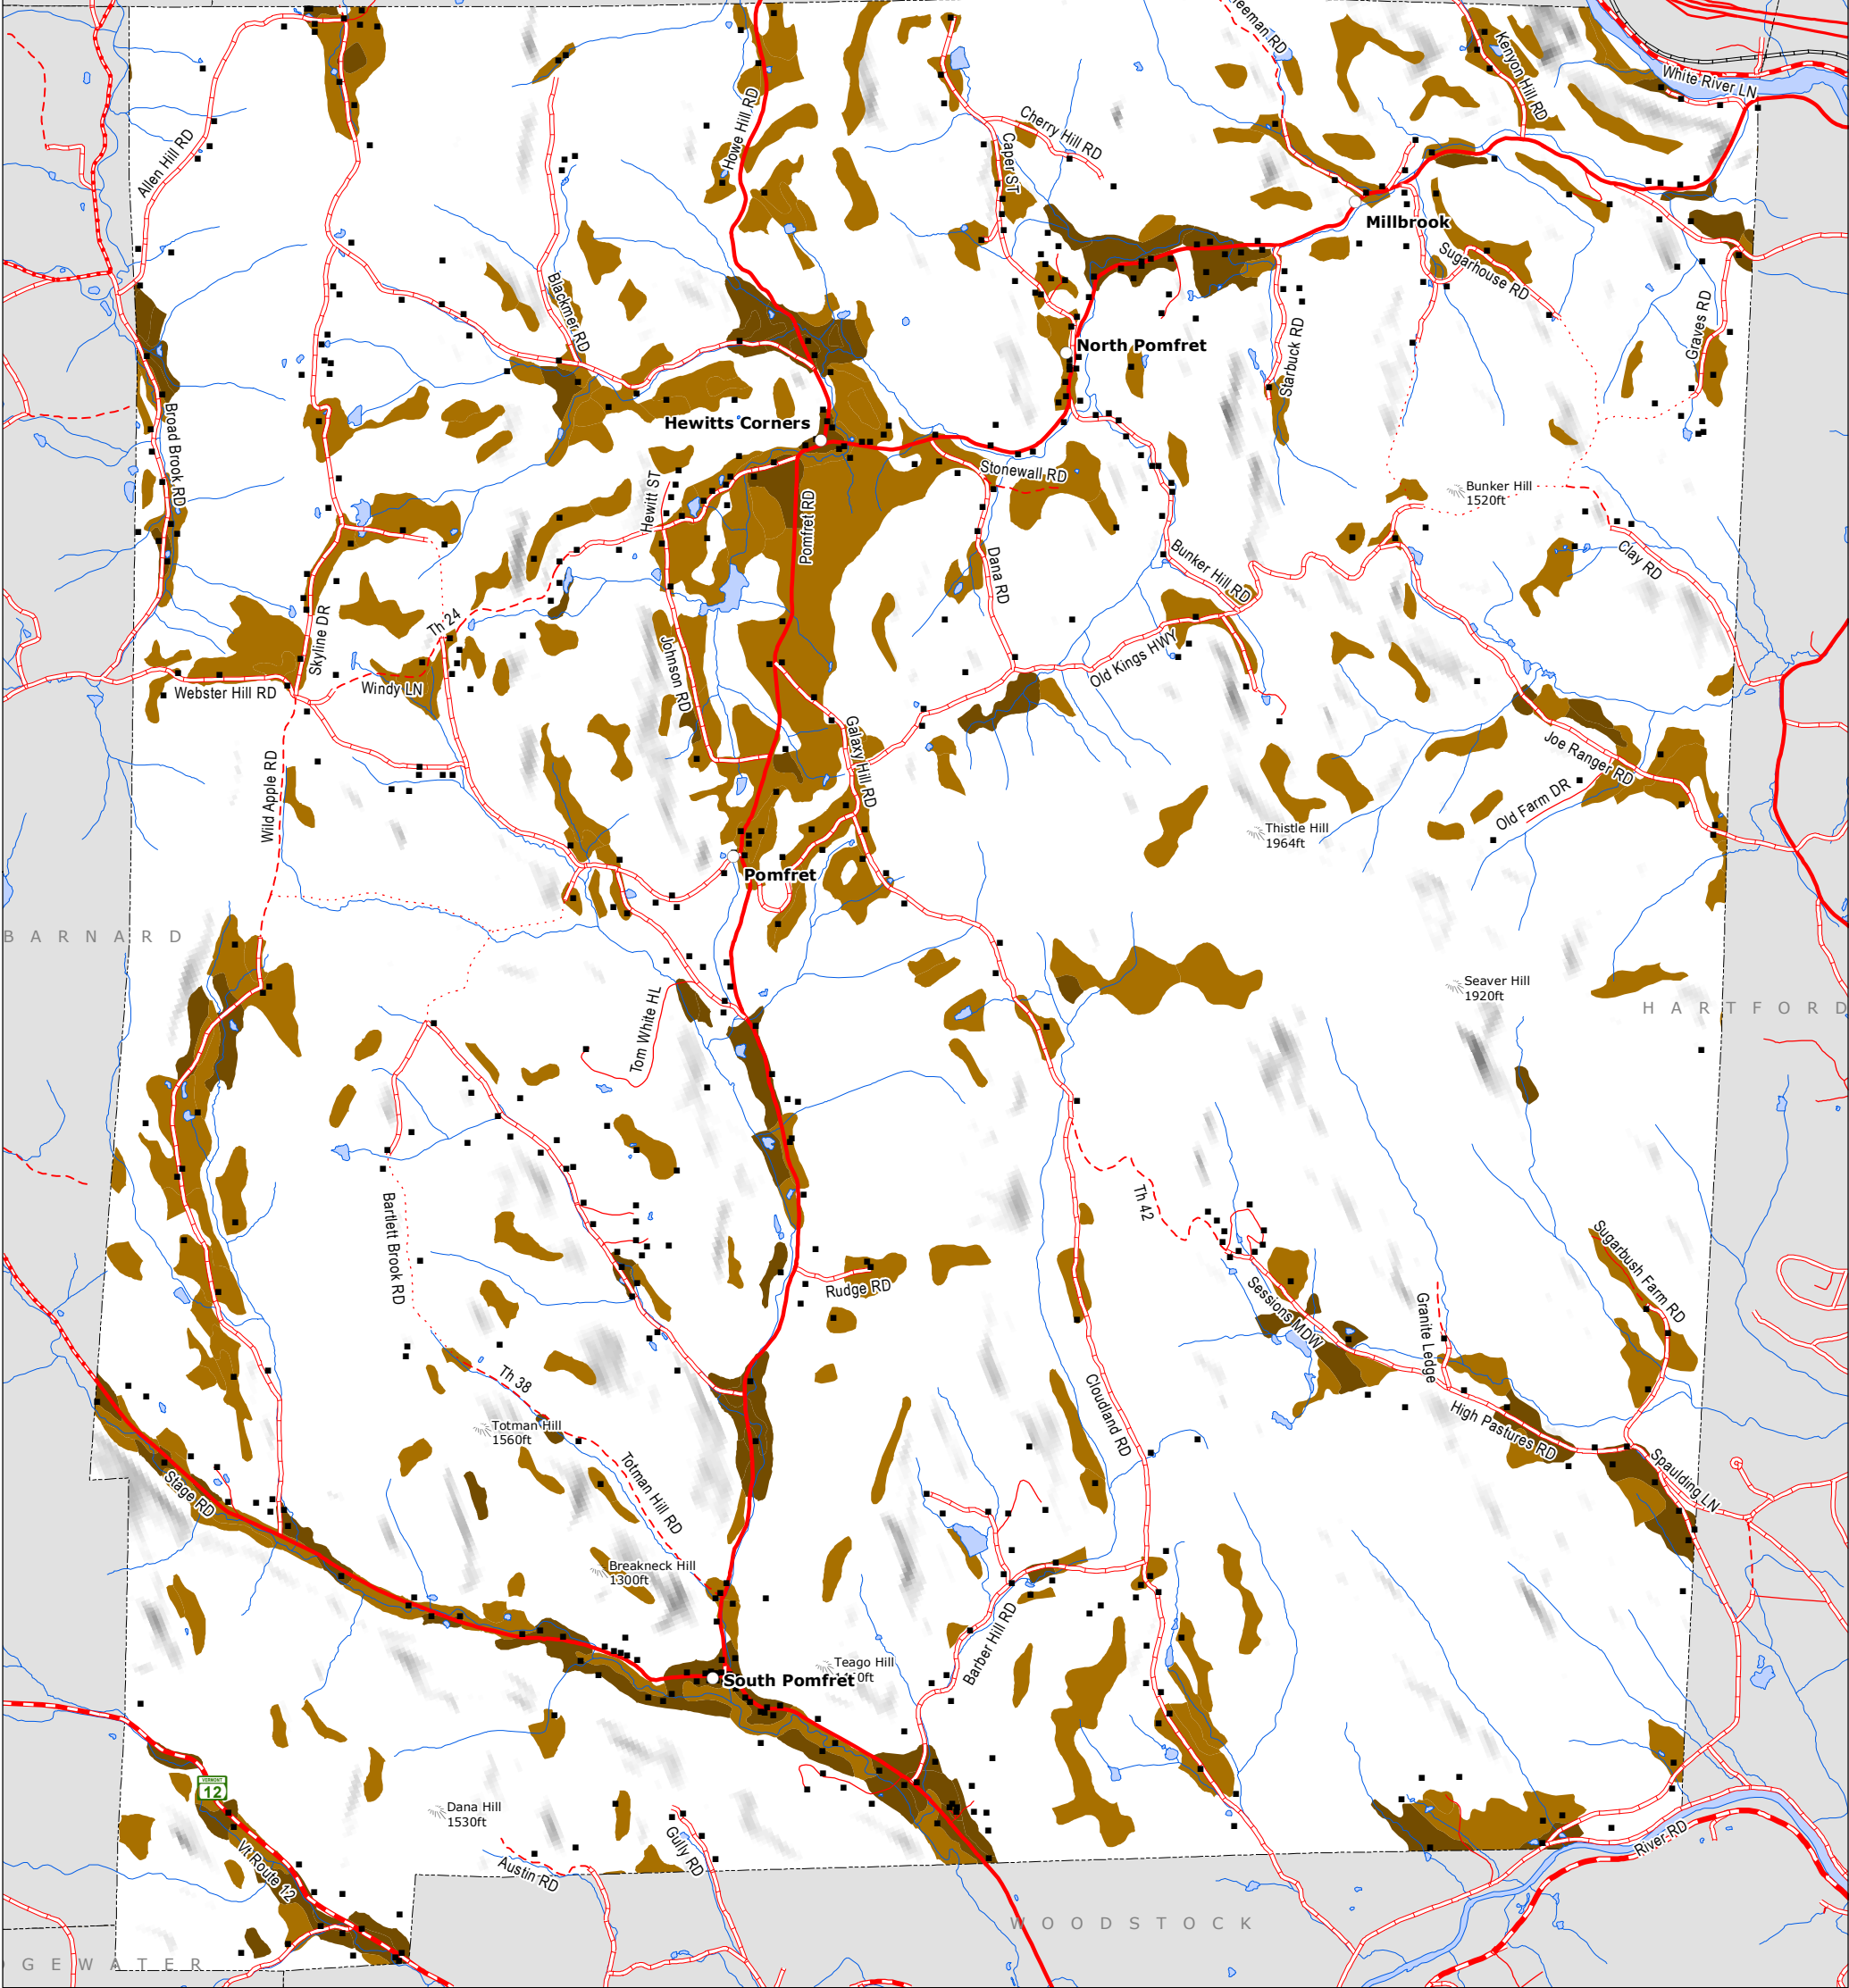 Kenyon Hill RD
White River LN
Howe Hill RD
Cherry Hill RD
Caper ST
Allen Hill RD
Millbrook
Sugarhouse RD
Blackmer RD
Graves RD
North Pomfret
Starbuck RD
Hewitts Corners
Broad Brook RD
Stonewall RD
Hewitt ST
Pomfret RD
Bunker Hill
1520ft
Clay RD
Dana RD
Bunker Hill RD
Th 24
Skyline DR
Johnson RD
Old Kings HWY
Webster Hill RD
Windy LN
Galaxy Hill RD
Joe Ranger RD
Wild Apple RD
Old Farm DR
Thistle Hill
1964ft
Pomfret
BARNARD
Seaver Hill
1920ft
HARTFORD
Tom White HL
Th 42
Bartlett Brook RD
Sugarbush Farm RD
Rudge RD
Sessions MDW
Granite Ledge
Th 38
Cloudland RD
Totman Hill
1560ft
High Pastures RD
Totman Hill RD
Stage RD
Spaulding LN
Breakneck Hill
1300ft
Barber Hill RD
Teago Hill
South Pomfret
VERMONT
12
Dana Hill
1530ft
Vt Route 12
Gully RD
Austin RD
River RD
WOODSTOCK
GEWATER